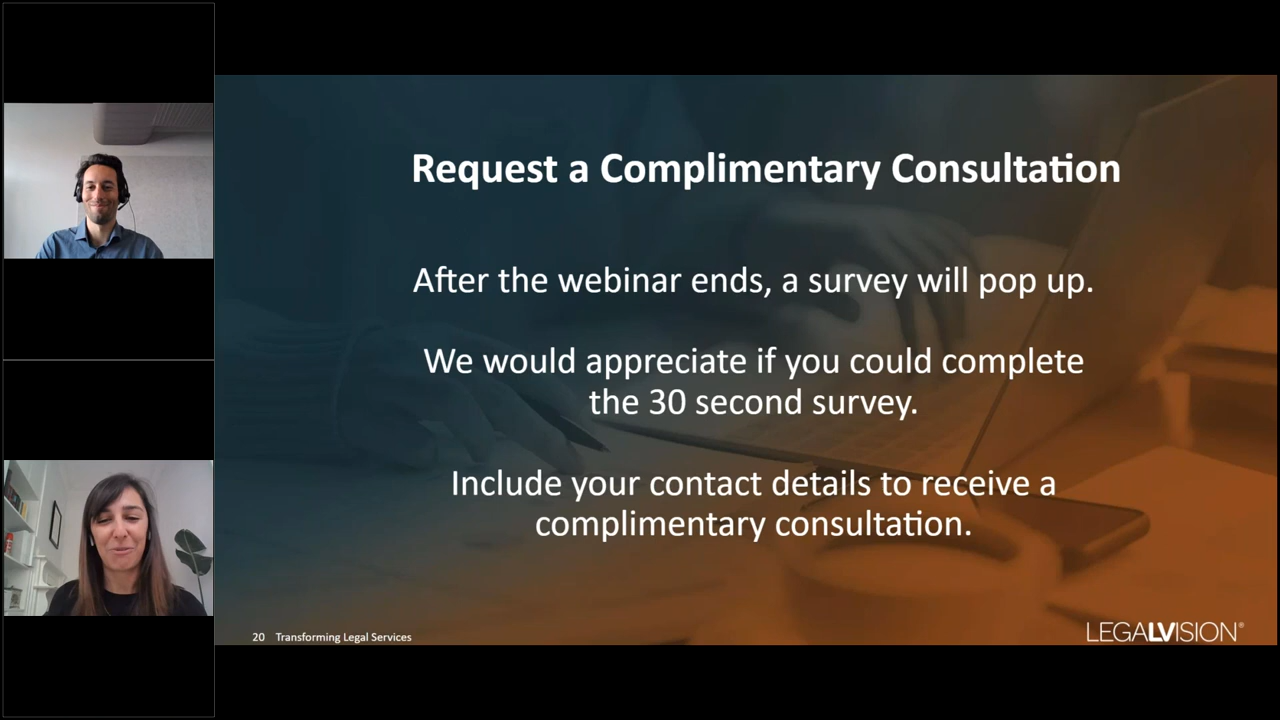 Request a Complimentary Consultation
After the webinar ends, a survey will pop up.
We would appreciate if you could complete
the 30 second survey.
Include your contact details to receive a
complimentary consultation.
20 Transforming Legal Services
LEGALVISION®